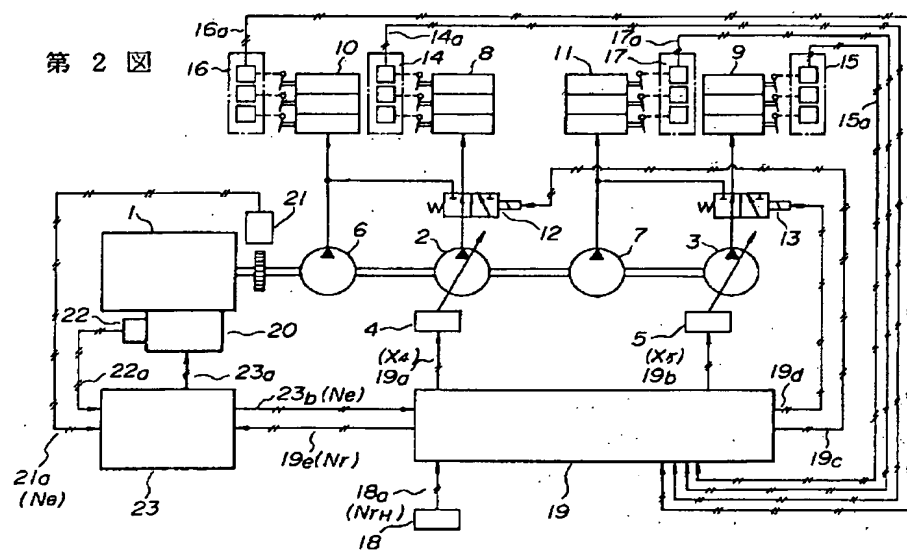 第 2 図
16a
14a
17a
16
10
14
8
11
17
9
15
15a
21
1
6
2
12
7
3
13
22
20
4
5
(X4)
19a
(X5)
19b
19d
22a
23a
23b (Ne)
19e (Nr)
19c
21a
(Ne)
23
19
18a
(NrH)
18